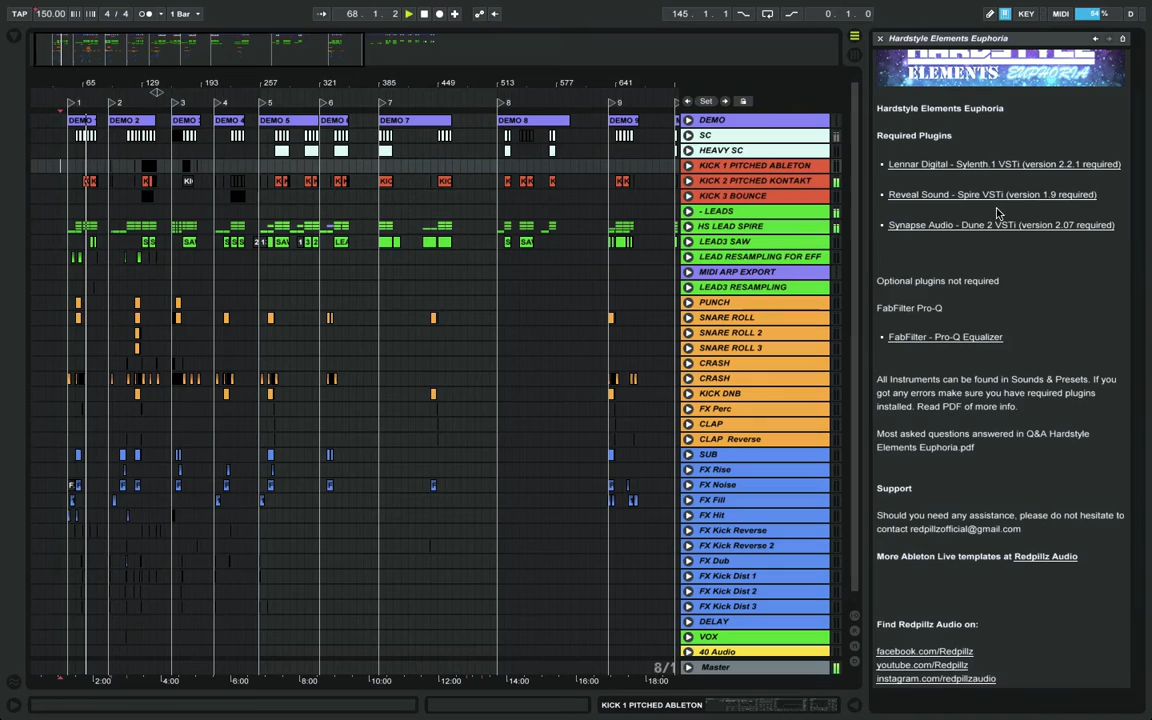 TAP 150.00 4 / 4 1 Bar 68. 1. 2 145. 1. 1 0. 1. 0 KEY MIDI 54 % D
Hardstyle Elements Euphoria
HARDSTYLE
ELEMENTS EUPHORIA
65 129 193 257 321 385 449 513 577 641
1 2 3 4 5 6 7 8 9 Set
DEMO DEMO 2 DEMO DEMO 4 DEMO 5 DEMO DEMO 7 DEMO 8 DEMO 9
DEMO
SC
HEAVY SC
KICK 1 PITCHED ABLETON
KICK 2 PITCHED KONTAKT
KICK 3 BOUNCE
- LEADS
HS LEAD SPIRE
LEAD3 SAW
LEAD RESAMPLING FOR EFF
MIDI ARP EXPORT
LEAD3 RESAMPLING
PUNCH
SNARE ROLL
SNARE ROLL 2
SNARE ROLL 3
CRASH
CRASH
KICK DNB
FX Perc
CLAP
CLAP Reverse
SUB
FX Rise
FX Noise
FX Fill
FX Hit
FX Kick Reverse
FX Kick Reverse 2
FX Dub
FX Kick Dist 1
FX Kick Dist 2
FX Kick Dist 3
DELAY
VOX
40 Audio
8/1 Master
2:00 4:00 6:00 8:00 10:00 12:00 14:00 16:00 18:00
KICK 1 PITCHED ABLETON
Hardstyle Elements Euphoria
Required Plugins
• Lennar Digital - Sylenth.1 VSTi (version 2.2.1 required)
• Reveal Sound - Spire VSTi (version 1.9 required)
• Synapse Audio - Dune 2 VSTi (version 2.07 required)
Optional plugins not required
FabFilter Pro-Q
• FabFilter - Pro-Q Equalizer
All Instruments can be found in Sounds & Presets. If you
got any errors make sure you have required plugins
installed. Read PDF of more info.
Most asked questions answered in Q&A Hardstyle
Elements Euphoria.pdf
Support
Should you need any assistance, please do not hesitate to
contact redpillzofficial@gmail.com
More Ableton Live templates at Redpillz Audio
Find Redpillz Audio on:
facebook.com/Redpillz
youtube.com/Redpillz
instagram.com/redpillzaudio